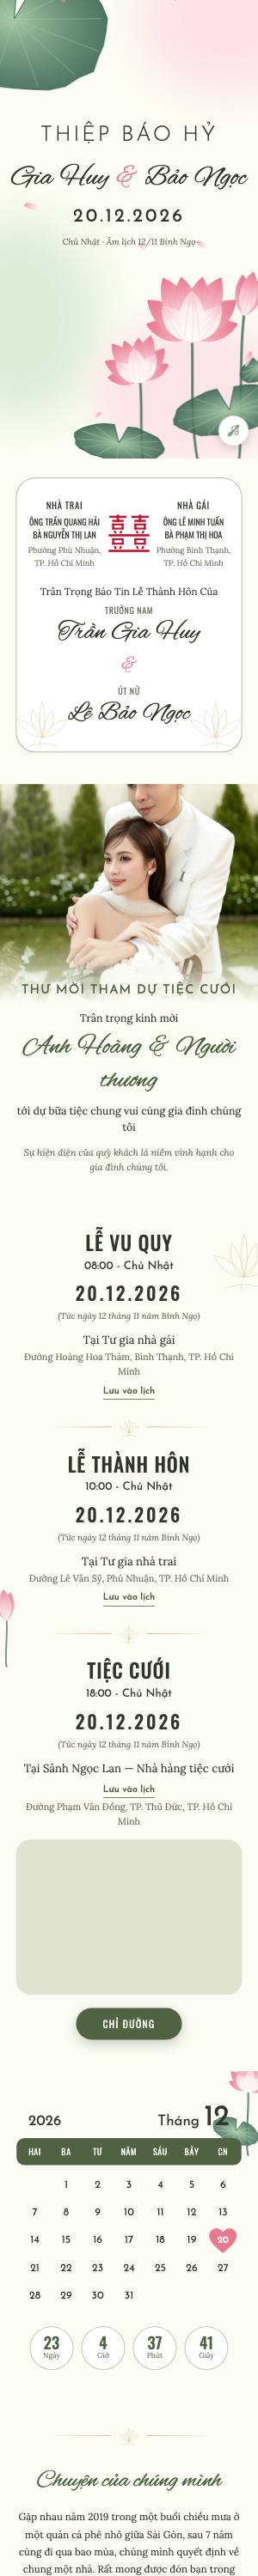 THIỆP BÁO HỶ
Gia Huy & Bảo Ngọc
20.12.2026
Chủ Nhật - Âm lịch 12/11 Bính Ngọ
NHÀ TRAI
ÔNG TRẦN QUANG HẢI
BÀ NGUYỄN THỊ LAN
Phường Phú Nhuận,
TP. Hồ Chí Minh
囍
NHÀ GÁI
ÔNG LÊ MINH TUẤN
BÀ PHẠM THỊ HOA
Phường Bình Thạnh,
TP. Hồ Chí Minh
Trân Trọng Báo Tin Lễ Thành Hôn Của
TRƯỞNG NAM
Trần Gia Huy
&
ÚT NỮ
Lê Bảo Ngọc
THƯ MỜI THAM DỰ TIỆC CƯỚI
Trân trọng kính mời
Anh Hoàng & Người
thương
tới dự bữa tiệc chung vui cùng gia đình chúng
tôi
Sự hiện diện của quý khách là niềm vinh hạnh cho
gia đình chúng tôi.
LỄ VU QUY
08:00 - Chủ Nhật
20.12.2026
(Tức ngày 12 tháng 11 năm Bính Ngọ)
Tại Tư gia nhà gái
Đường Hoàng Hoa Thám, Bình Thạnh, TP. Hồ Chí
Minh
Lưu vào lịch
LỄ THÀNH HÔN
10:00 - Chủ Nhật
20.12.2026
(Tức ngày 12 tháng 11 năm Bính Ngọ)
Tại Tư gia nhà trai
Đường Lê Văn Sỹ, Phú Nhuận, TP. Hồ Chí Minh
Lưu vào lịch
TIỆC CƯỚI
18:00 - Chủ Nhật
20.12.2026
(Tức ngày 12 tháng 11 năm Bính Ngọ)
Tại Sảnh Ngọc Lan — Nhà hàng tiệc cưới
Lưu vào lịch
Đường Phạm Văn Đồng, TP. Thủ Đức, TP. Hồ Chí
Minh
CHỈ ĐƯỜNG
2026 Tháng 12
HAI BA TƯ NĂM SÁU BẢY CN
1 2 3 4 5 6
7 8 9 10 11 12 13
14 15 16 17 18 19 20
21 22 23 24 25 26 27
28 29 30 31
23 4 37 41
Ngày Giờ Phút Giây
Chuyện của chúng mình
Gặp nhau năm 2019 trong một buổi chiều mưa ở
một quán cà phê nhỏ giữa Sài Gòn, sau 7 năm
cùng đi qua bao mùa, chúng mình quyết định về
chung một nhà. Rất mong được đón bạn trong